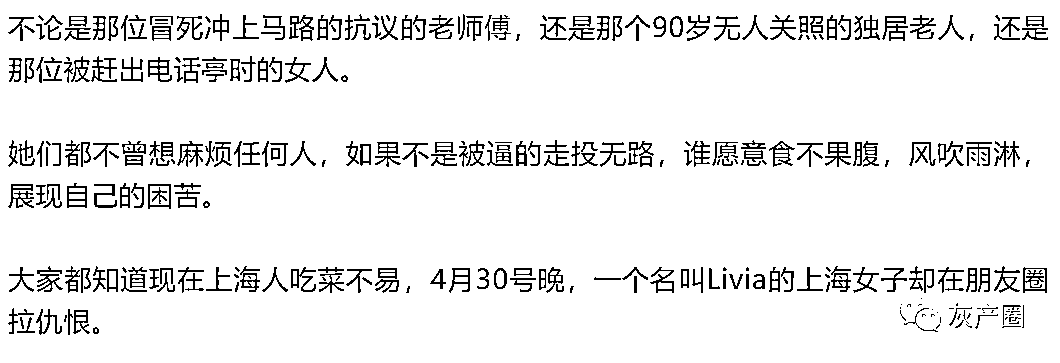 不论是那位冒死冲上马路的抗议的老师傅，还是那个90岁无人关照的独居老人，还是
那位被赶出电话亭时的女人。
她们都不曾想麻烦任何人，如果不是被逼的走投无路，谁愿意食不果腹，风吹雨淋，
展现自己的困苦。
大家都知道现在上海人吃菜不易，4月30号晚，一个名叫Livia的上海女子却在朋友圈
拉仇恨。
灰产圈